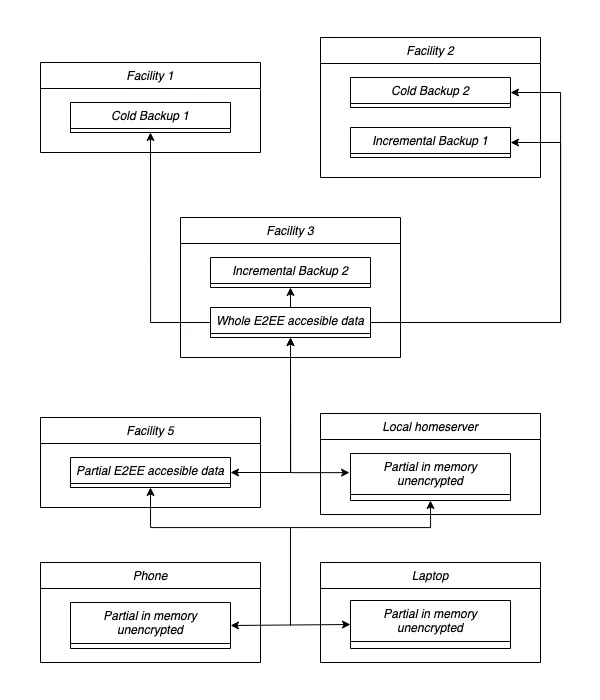 Facility 1
Cold Backup 1
Facility 2
Cold Backup 2
Incremental Backup 1
Facility 3
Incremental Backup 2
Whole E2EE accesible data
Facility 5
Partial E2EE accesible data
Local homeserver
Partial in memory
unencrypted
Phone
Partial in memory
unencrypted
Laptop
Partial in memory
unencrypted